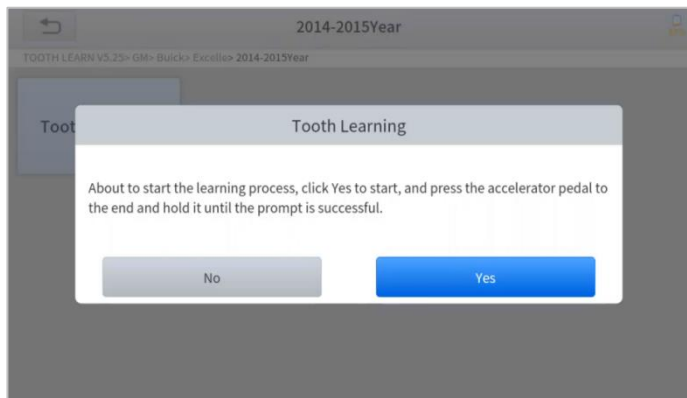 2014-2015Year
TOOTH LEARN V5.25> GM> Buick> Excelle> 2014-2015Year
Toot
Tooth Learning
About to start the learning process, click Yes to start, and press the accelerator pedal to
the end and hold it until the prompt is successful.
No
Yes